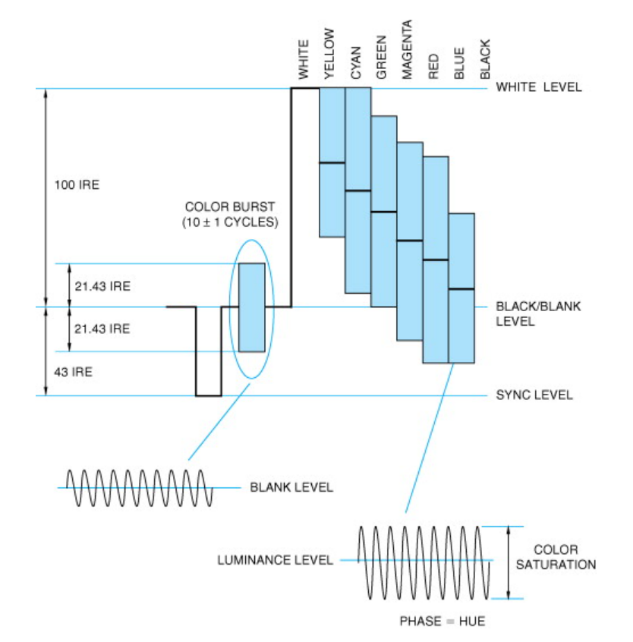 WHITE
YELLOW
CYAN
GREEN
MAGENTA
RED
BLUE
BLACK
WHITE LEVEL
100 IRE
COLOR BURST
(10 ± 1 CYCLES)
21.43 IRE
21.43 IRE
BLACK/BLANK
LEVEL
43 IRE
SYNC LEVEL
BLANK LEVEL
LUMINANCE LEVEL
COLOR
SATURATION
PHASE = HUE